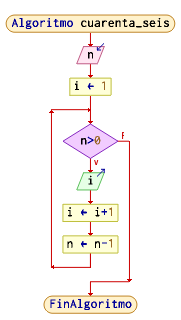 Algoritmo cuarenta_seis
n
i ← 1
n>0
F
v
i
i ← i+1
n ← n-1
FinAlgoritmo